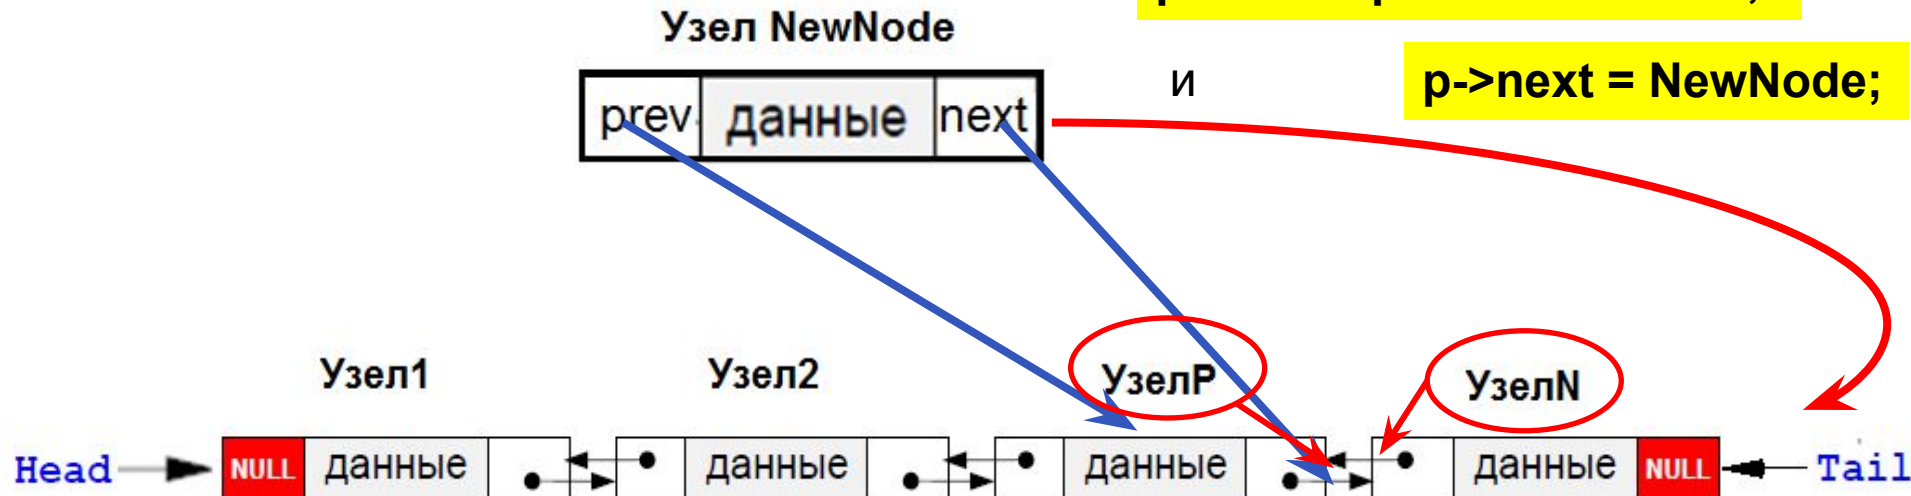 Узел NewNode
и
p->next = NewNode;
prev данные next
Узел1 Узел2 УзелP УзелN
Head NULL данные данные данные данные NULL Tail